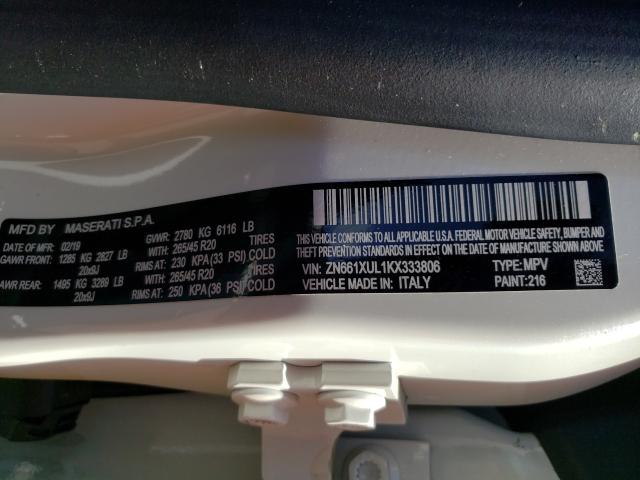 MFD BY MASERATI S.P.A.
DATE OF MFD: 02/19 GVWR: 2780 KG 6116 LB
GAWR FRONT: 1285 KG 2827 LB WITH: 265/45 R20 TIRES
20x9J RIMS AT: 230 KPA(33 PSI) COLD
AWR REAR: 1495 KG 3289 LB WITH: 265/45 R20 TIRES
20x9J RIMS AT: 250 KPA(36 PSI) COLD
THIS VEHICLE CONFORMS TO ALL APPLICABLE U.S.A. FEDERAL MOTOR VEHICLE SAFETY, BUMPER AND
THEFT PREVENTION STANDARDS IN EFFECT ON THE DATE OF MANUFACTURE SHOWN ABOVE.
VIN: ZN661XUL1KX333806 TYPE: MPV
VEHICLE MADE IN: ITALY PAINT: 216